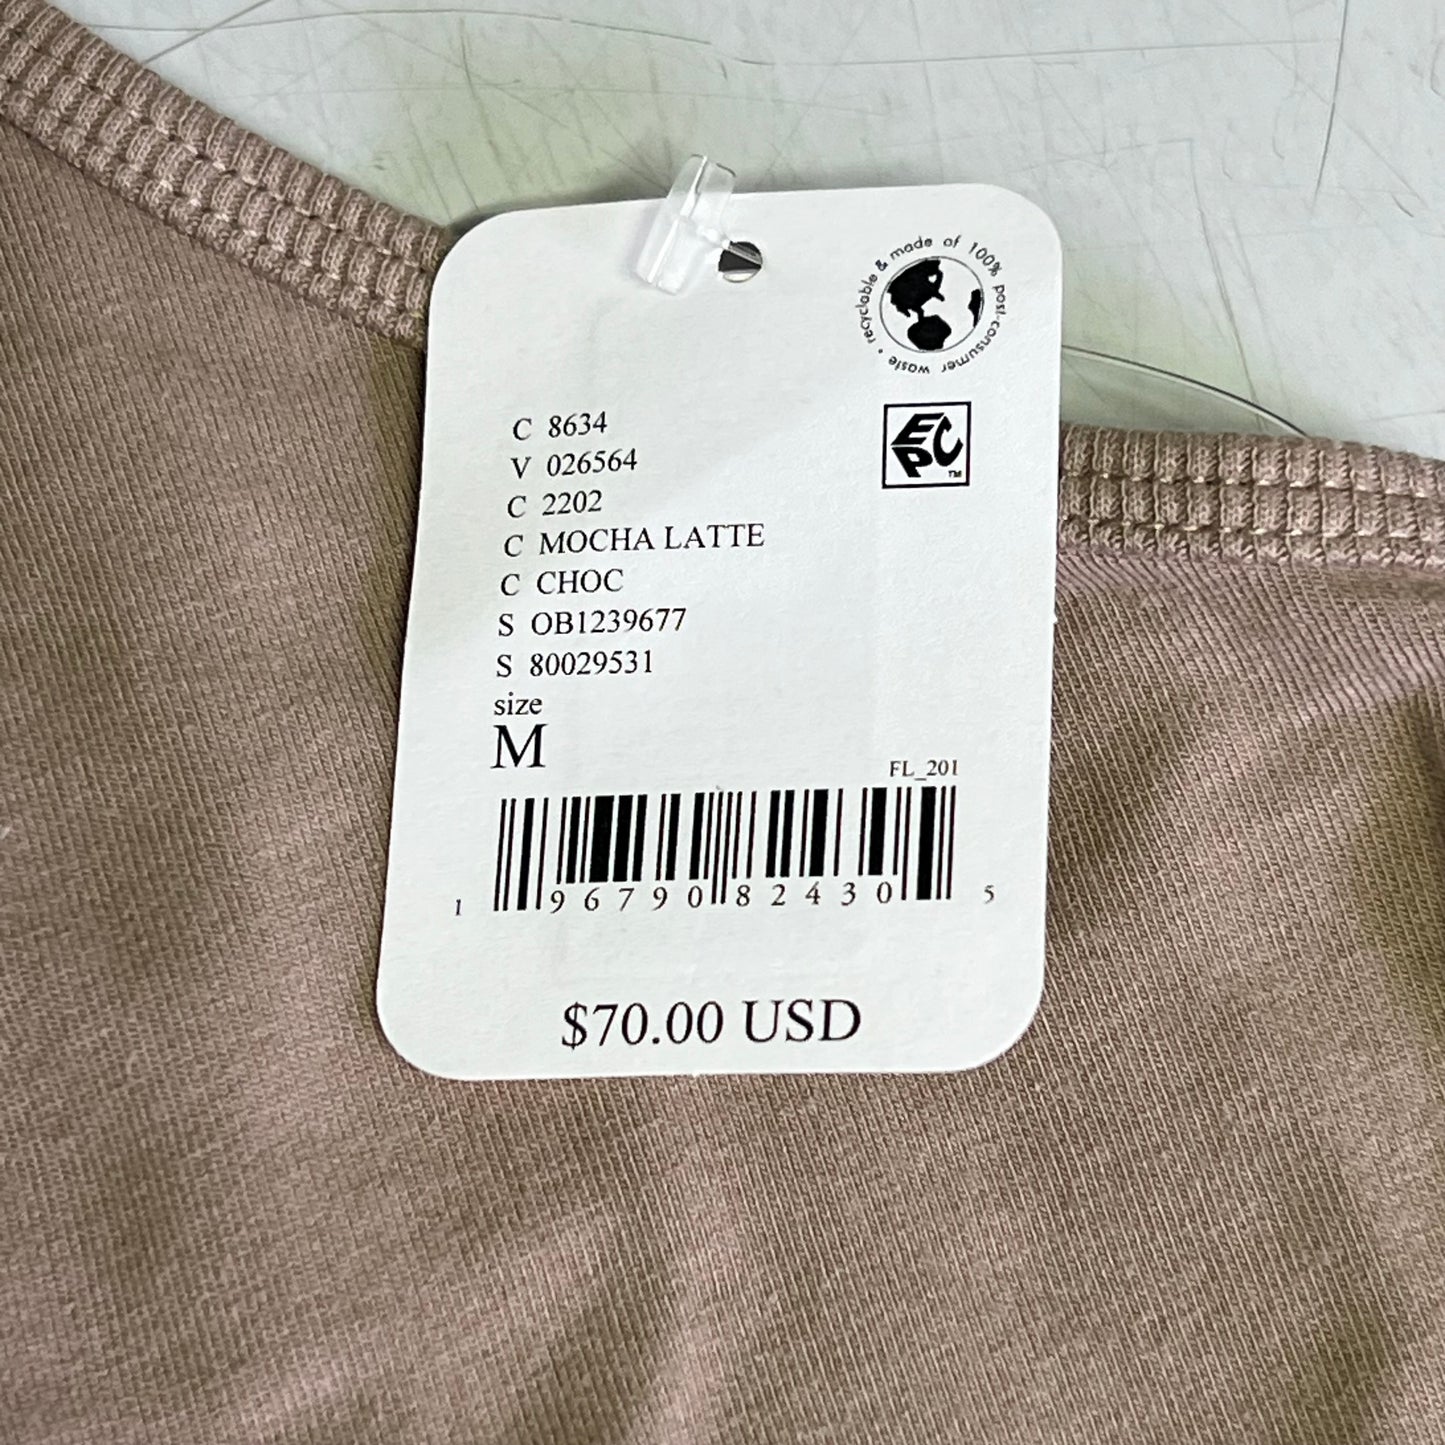 recyclable & made of 100% post-consumer waste •
EPC™
C 8634
V 026564
C 2202
C MOCHA LATTE
C CHOC
S OB1239677
S 80029531
size
M
FL_201
1 96790 82430 5
$70.00 USD